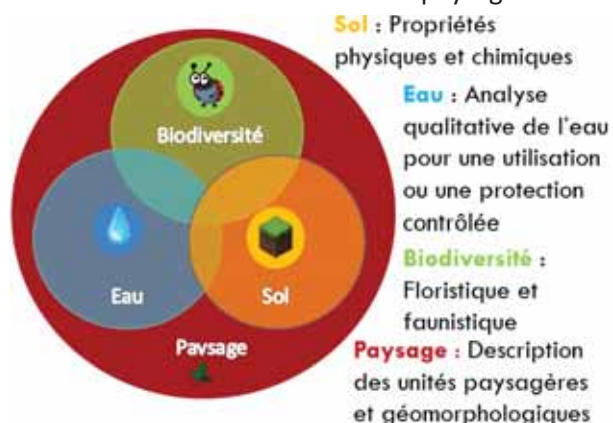 Sol : Propriétés
physiques et chimiques
Eau : Analyse
qualitative de l'eau
pour une utilisation
ou une protection
contrôlée
Biodiversité :
Floristique et
faunistique
Paysage : Description
des unités paysagères
et géomorphologiques
Biodiversité
Eau
Sol
Paysage